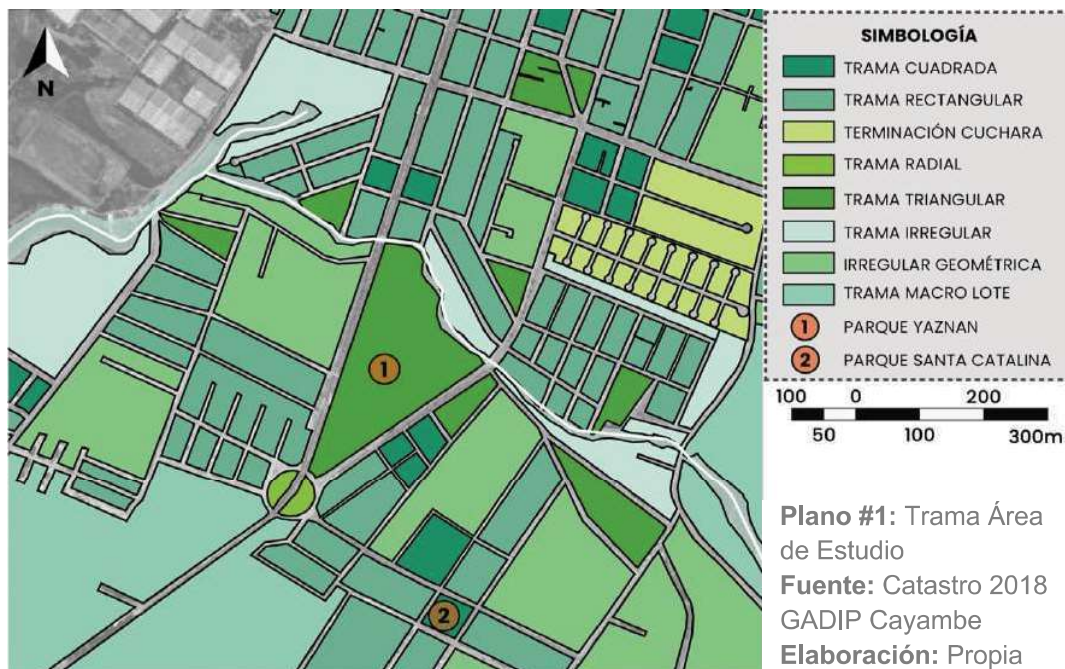 N
1
2
SIMBOLOGÍA
TRAMA CUADRADA
TRAMA RECTANGULAR
TERMINACIÓN CUCHARA
TRAMA RADIAL
TRAMA TRIANGULAR
TRAMA IRREGULAR
IRREGULAR GEOMÉTRICA
TRAMA MACRO LOTE
1 PARQUE YAZNAN
2 PARQUE SANTA CATALINA
100 0 200
50 100 300m
Plano #1: Trama Área
de Estudio
Fuente: Catastro 2018
GADIP Cayambe
Elaboración: Propia